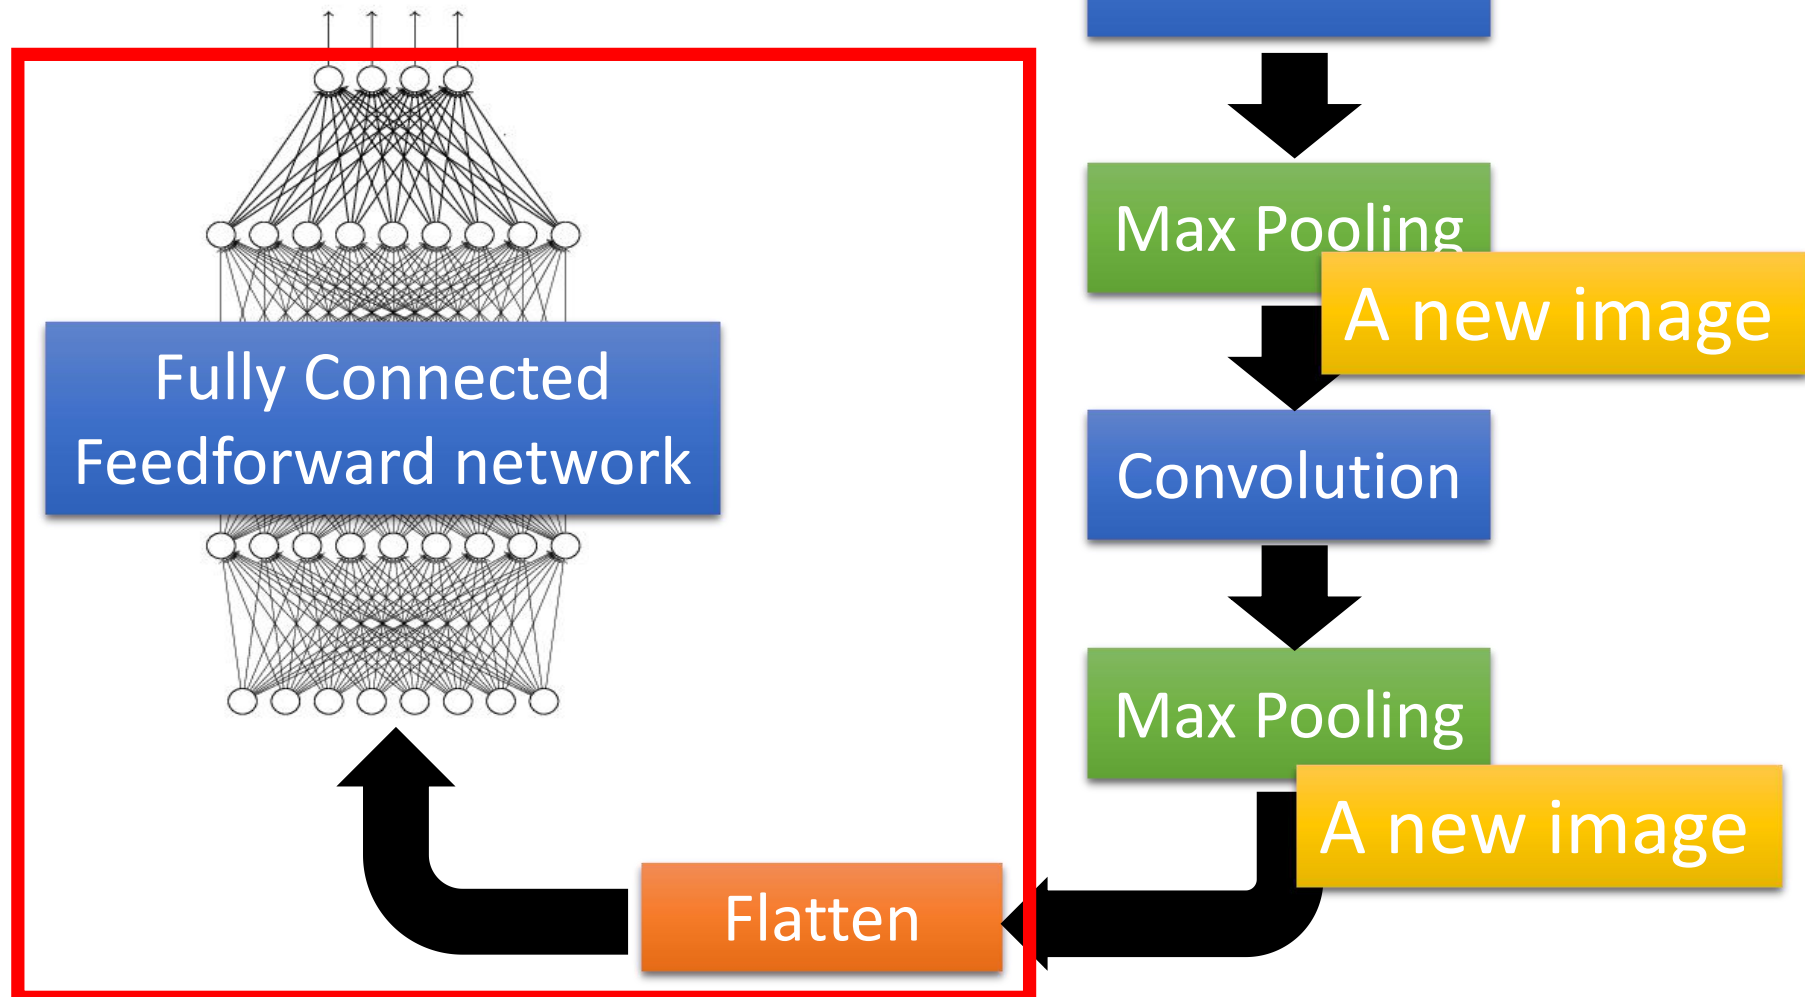 Max Pooling
A new image
Convolution
Max Pooling
A new image
Flatten
Fully Connected
Feedforward network